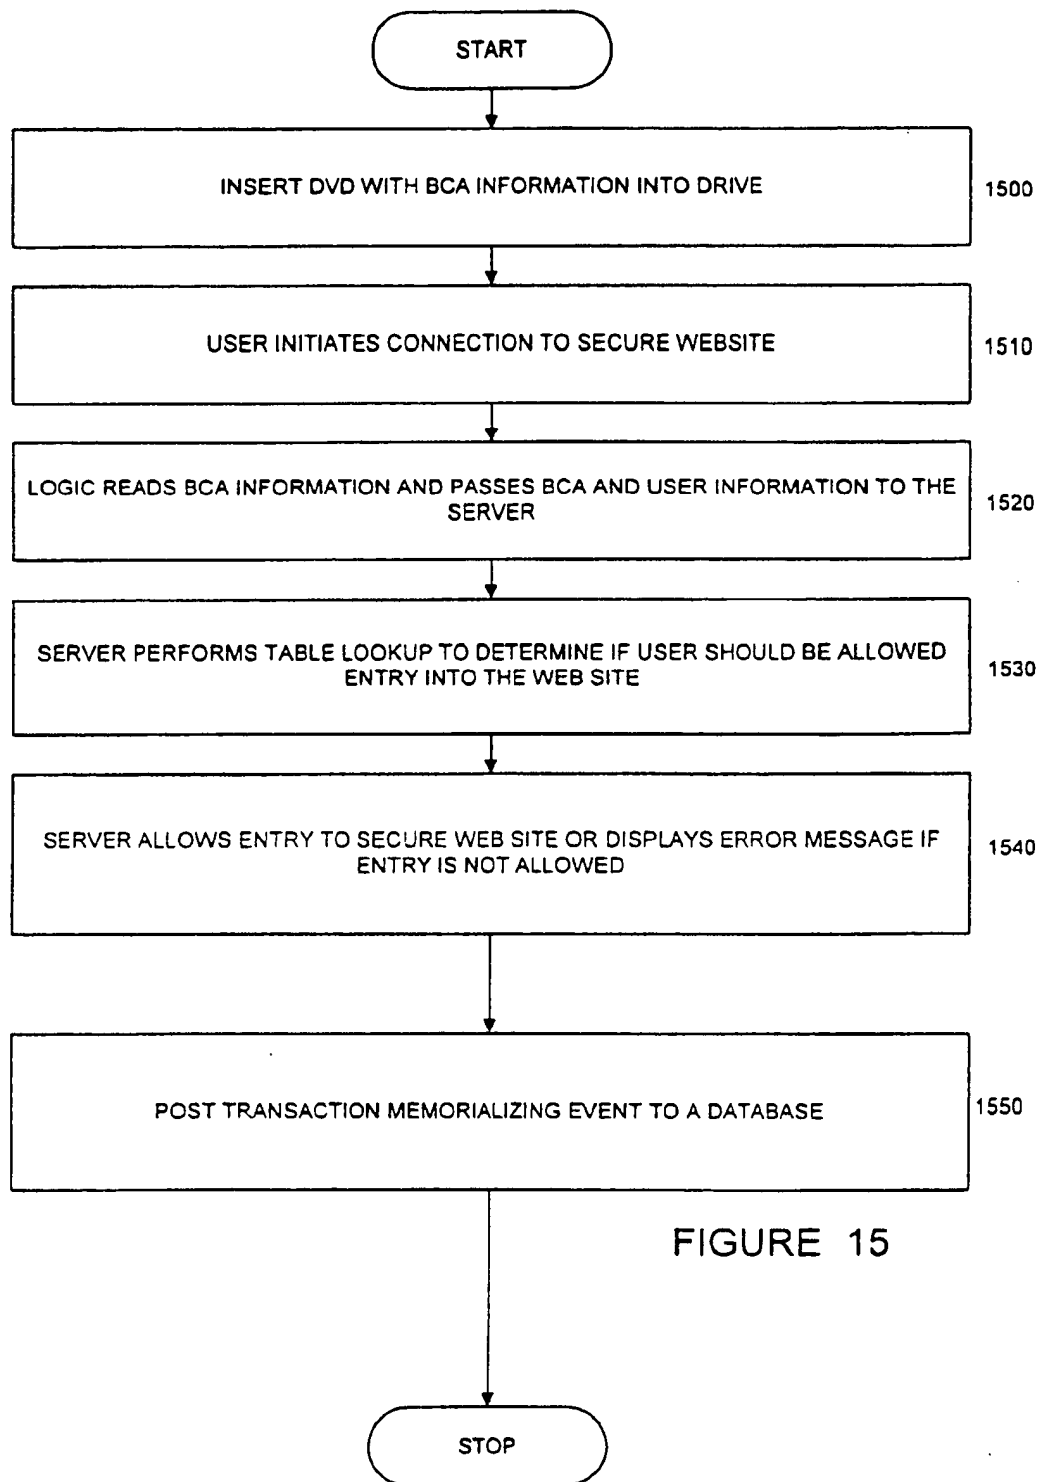 START
INSERT DVD WITH BCA INFORMATION INTO DRIVE
1500
USER INITIATES CONNECTION TO SECURE WEBSITE
1510
LOGIC READS BCA INFORMATION AND PASSES BCA AND USER INFORMATION TO THE
SERVER
1520
SERVER PERFORMS TABLE LOOKUP TO DETERMINE IF USER SHOULD BE ALLOWED
ENTRY INTO THE WEB SITE
1530
SERVER ALLOWS ENTRY TO SECURE WEB SITE OR DISPLAYS ERROR MESSAGE IF
ENTRY IS NOT ALLOWED
1540
POST TRANSACTION MEMORIALIZING EVENT TO A DATABASE
1550
FIGURE 15
STOP